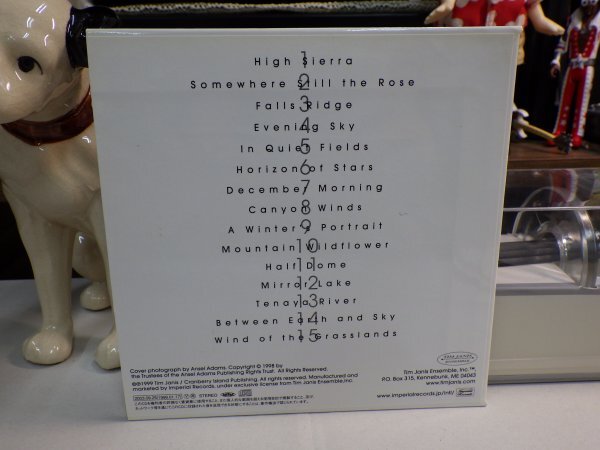 1
High Sierra
2
Somewhere Still the Rose
3
Falls Ridge
4
Evening Sky
5
In Quiet Fields
6
Horizon of Stars
7
December Morning
8
Canyon Winds
9
A Winter's Portrait
10
Mountain Wildflower
11
Half Dome
12
Mirror Lake
13
Tenaya River
14
Between Earth and Sky
15
Wind of the Grasslands
Cover photograph by Ansel Adams. Copyright © 1998 by
the Trustees of the Ansel Adams Publishing Rights Trust. All Rights Reserved.
℗©1999 Tim Janis / Cranberry Island Publishing. All rights reserved. Manufactured and
marketed by Imperial Records, under exclusive license from Tim Janis Ensemble, Inc
STEREO
TIM JANIS
Tim Janis Ensemble, Inc.™
P.O. Box 315, Kennebunk, ME 04043
www.timjanis.com
www.imperialrecords.jp/intl/